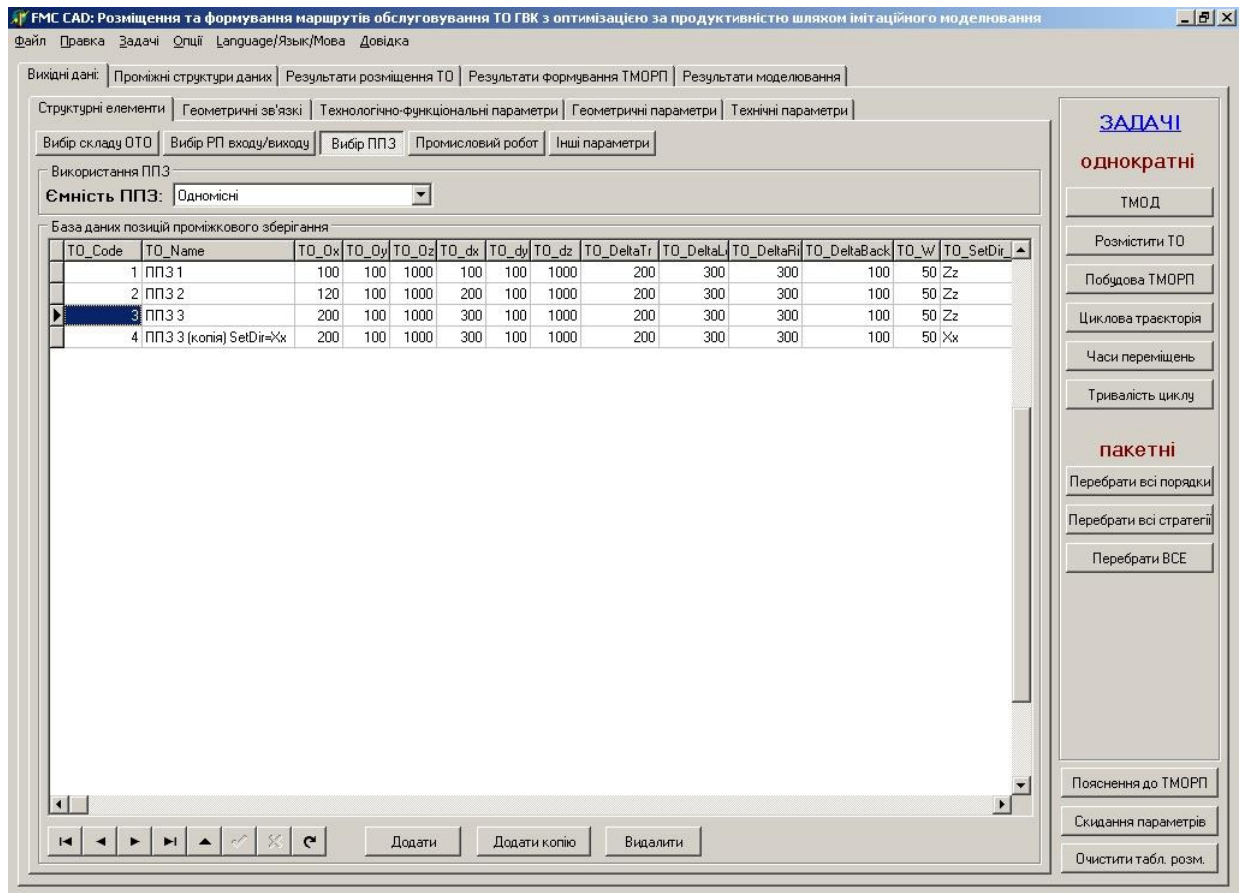 FMC CAD: Розміщення та формування маршрутів обслуговування ТО ГВК з оптимізацією за продуктивністю шляхом імітаційного моделювання
Файл Правка Задачі Опції Language/Язык/Мова Довідка
Вихідні дані: Проміжні структури даних Результати розміщення ТО Результати формування ТМОРП Результати моделювання
Структурні елементи Геометричні зв'язкі Технологічно-функціональні параметри Геометричні параметри Технічні параметри
Вибір складу ОТО Вибір РП входу/виходу Вибір ППЗ Промисловий робот Інші параметри
Використання ППЗ
Ємність ППЗ: Одномісні
База даних позицій проміжкового зберігання
TO_Code TO_Name TO_Ox TO_Oy TO_Oz TO_dx TO_dy TO_dz TO_DeltaTr TO_DeltaL TO_DeltaRi TO_DeltaBack TO_W TO_SetDir_
1 ППЗ 1 100 100 1000 100 100 1000 200 300 300 100 50 Zz
2 ППЗ 2 120 100 1000 200 100 1000 200 300 300 100 50 Zz
3 ППЗ 3 200 100 1000 300 100 1000 200 300 300 100 50 Zz
4 ППЗ 3 (копія) SetDir=Xx 200 100 1000 300 100 1000 200 300 300 100 50 Xx
Додати Додати копію Видалити
ЗАДАЧІ
однократні
ТМОД
Розмістити ТО
Побудова ТМОРП
Циклова траєкторія
Часи переміщень
Тривалість циклу
пакетні
Перебрати всі порядки
Перебрати всі стратегії
Перебрати ВСЕ
Пояснення до ТМОРП
Скидання параметрів
Очистити табл. розм.